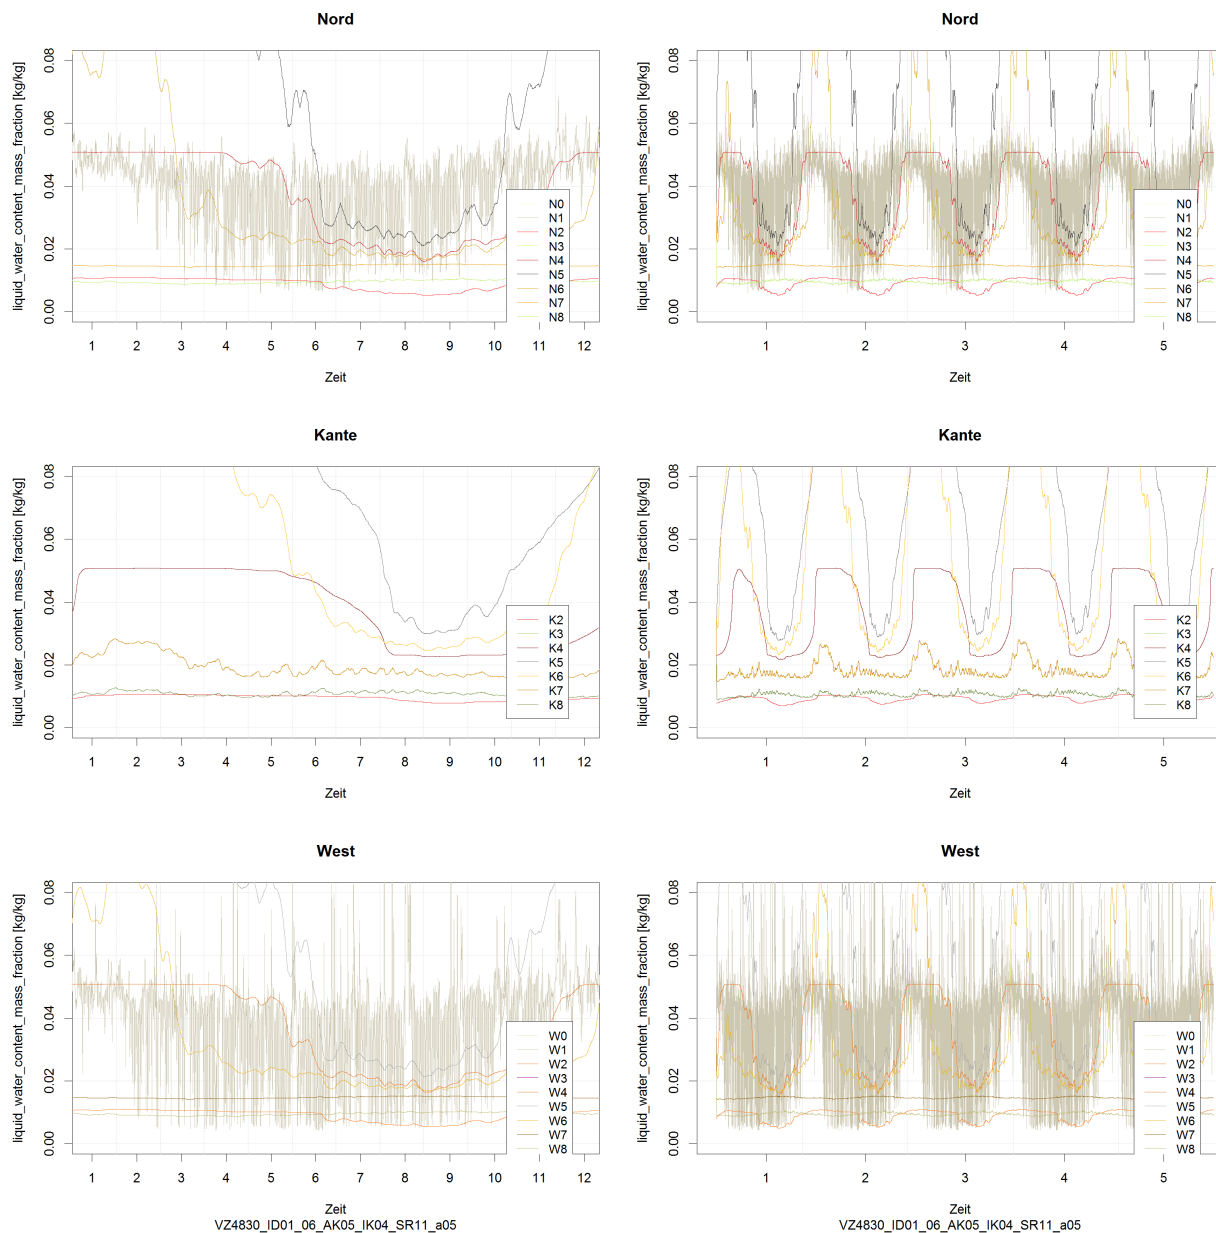 Nord
liquid_water_content_mass_fraction [kg/kg]
0.08
0.06
0.04
0.02
0.00
N0
N1
N2
N3
N4
N5
N6
N7
N8
1 2 3 4 5 6 7 8 9 10 11 12
Zeit
Nord
liquid_water_content_mass_fraction [kg/kg]
0.08
0.06
0.04
0.02
0.00
N0
N1
N2
N3
N4
N5
N6
N7
N8
1 2 3 4 5
Zeit
Kante
liquid_water_content_mass_fraction [kg/kg]
0.08
0.06
0.04
0.02
0.00
K2
K3
K4
K5
K6
K7
K8
1 2 3 4 5 6 7 8 9 10 11 12
Zeit
Kante
liquid_water_content_mass_fraction [kg/kg]
0.08
0.06
0.04
0.02
0.00
K2
K3
K4
K5
K6
K7
K8
1 2 3 4 5
Zeit
West
liquid_water_content_mass_fraction [kg/kg]
0.08
0.06
0.04
0.02
0.00
W0
W1
W2
W3
W4
W5
W6
W7
W8
1 2 3 4 5 6 7 8 9 10 11 12
Zeit
VZ4830_ID01_06_AK05_IK04_SR11_a05
West
liquid_water_content_mass_fraction [kg/kg]
0.08
0.06
0.04
0.02
0.00
W0
W1
W2
W3
W4
W5
W6
W7
W8
1 2 3 4 5
Zeit
VZ4830_ID01_06_AK05_IK04_SR11_a05